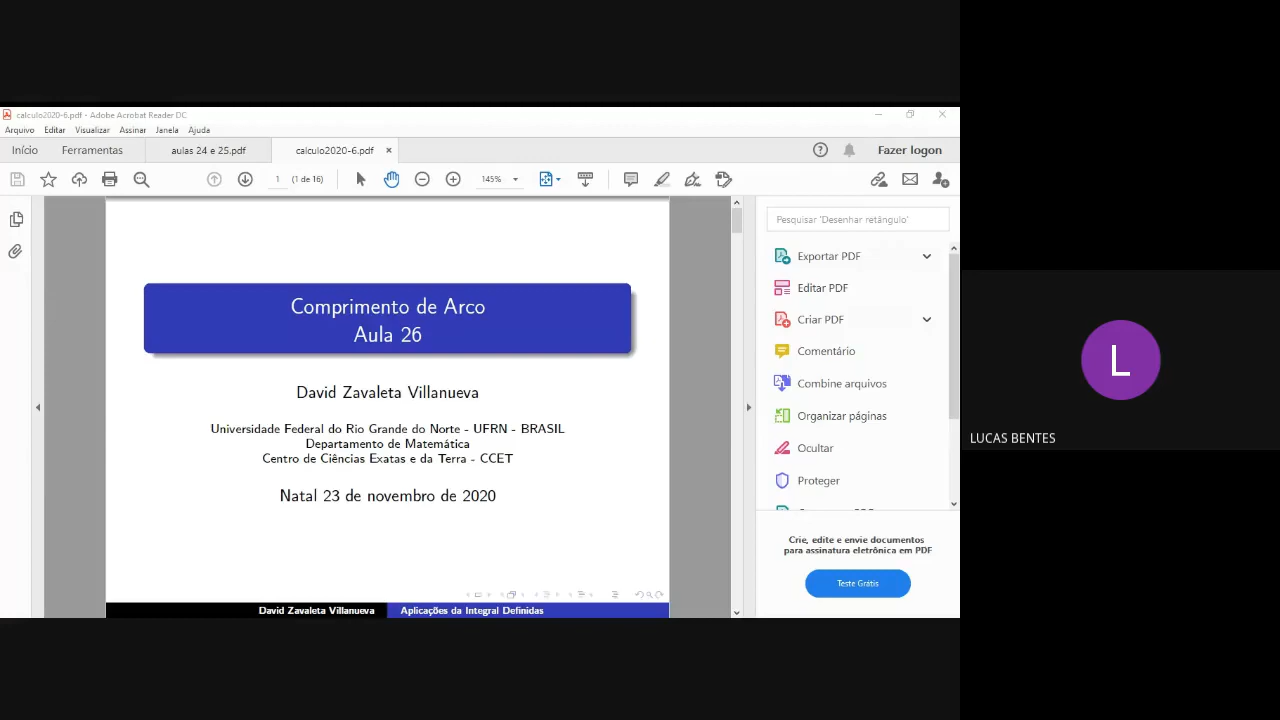 calculo2020-6.pdf - Adobe Acrobat Reader DC
Arquivo Editar Visualizar Assinar Janela Ajuda
Início Ferramentas aulas 24 e 25.pdf calculo2020-6.pdf × Fazer logon
1 (1 de 16) 145%
Pesquisar 'Desenhar retângulo'
Exportar PDF
Editar PDF
Criar PDF
Comentário
Combine arquivos
Organizar páginas
Ocultar
Proteger
Crie, edite e envie documentos
para assinatura eletrônica em PDF
Teste Grátis
Comprimento de Arco
Aula 26
David Zavaleta Villanueva
Universidade Federal do Rio Grande do Norte - UFRN - BRASIL
Departamento de Matemática
Centro de Ciências Exatas e da Terra - CCET
Natal 23 de novembro de 2020
David Zavaleta Villanueva Aplicações da Integral Definidas
L
LUCAS BENTES